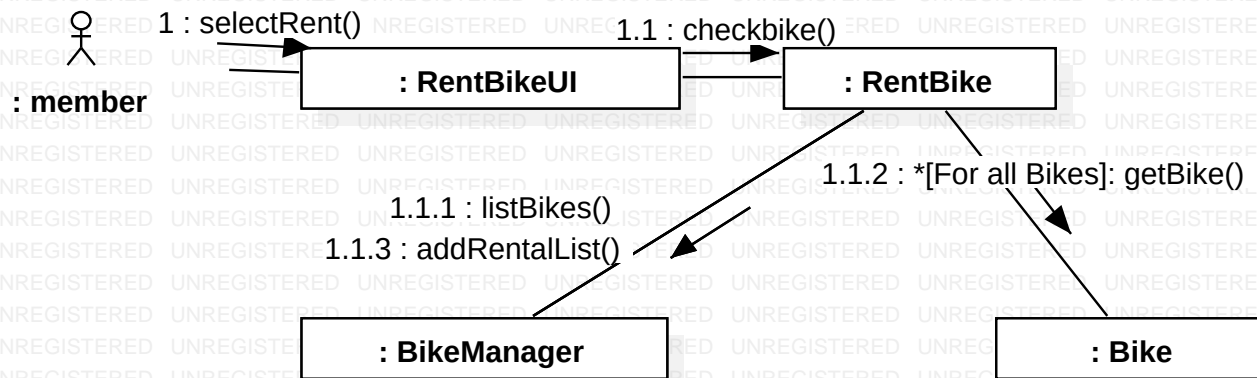 1 : selectRent()
1.1 : checkbike()
: member
: RentBikeUI
: RentBike
1.1.2 : *[For all Bikes]: getBike()
1.1.1 : listBikes()
1.1.3 : addRentalList()
: BikeManager
: Bike